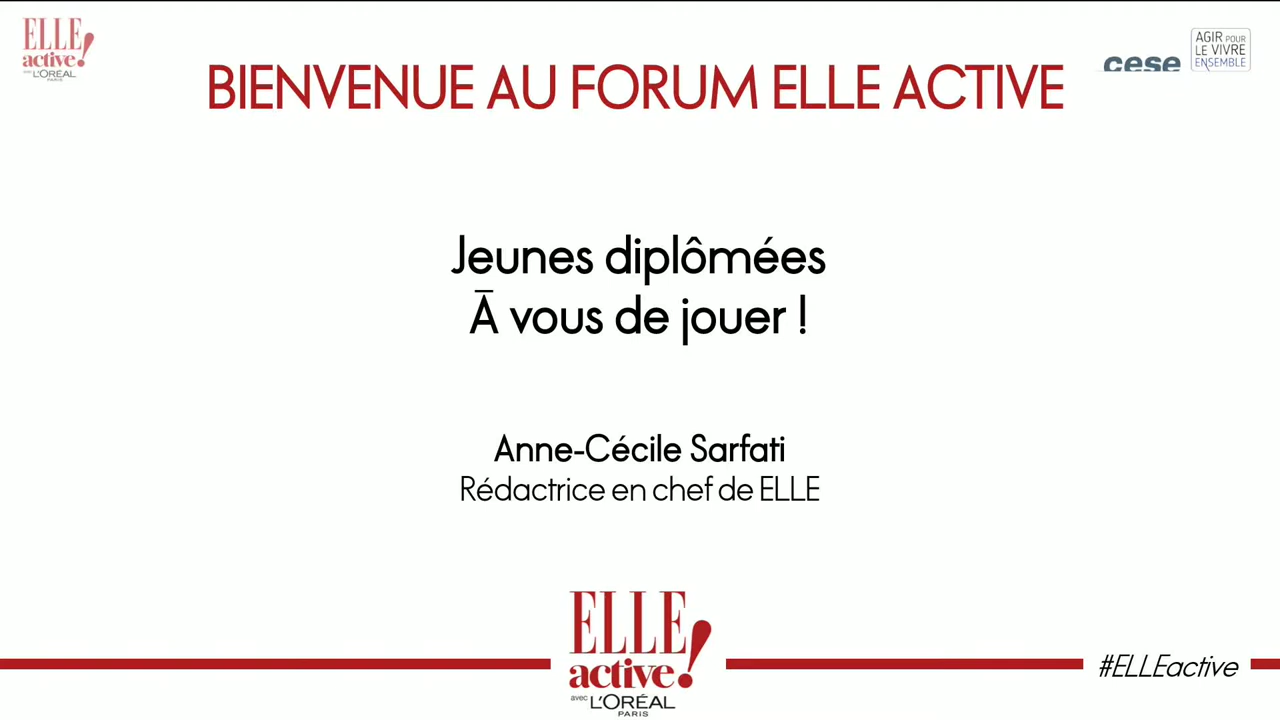 ELLE
active!
avec L'ORÉAL
PARIS
BIENVENUE AU FORUM ELLE ACTIVE
cese
AGIR POUR
LE VIVRE
ENSEMBLE
Jeunes diplômées
Ā vous de jouer !
Anne-Cécile Sarfati
Rédactrice en chef de ELLE
ELLE
active!
avec L'ORÉAL
PARIS
#ELLEactive